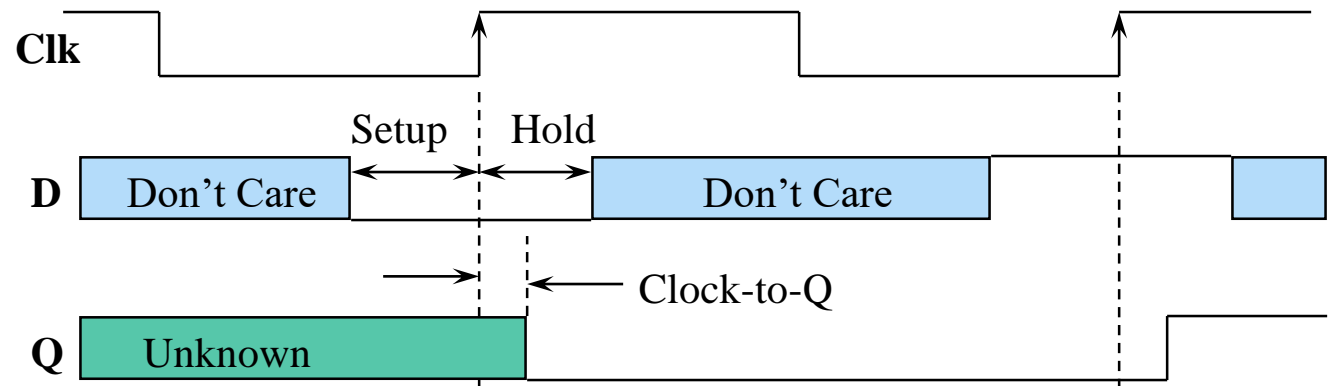 Clk
Setup Hold
D Don’t Care Don’t Care
Clock-to-Q
Q Unknown